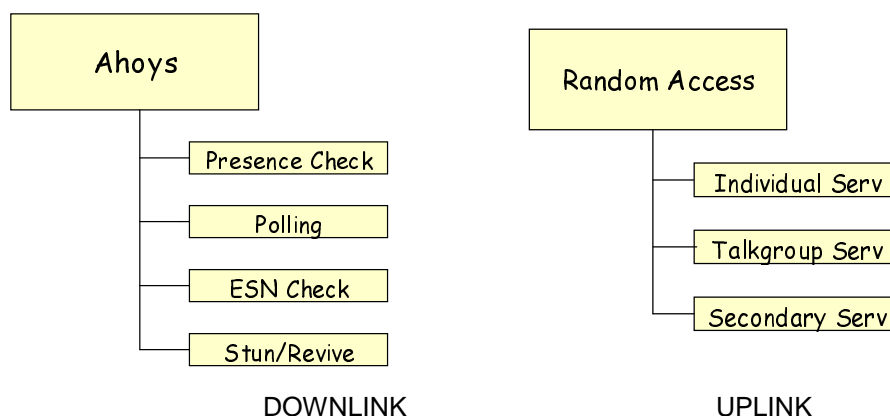 Ahoys
Presence Check
Polling
ESN Check
Stun/Revive
DOWNLINK
Random Access
Individual Serv
Talkgroup Serv
Secondary Serv
UPLINK